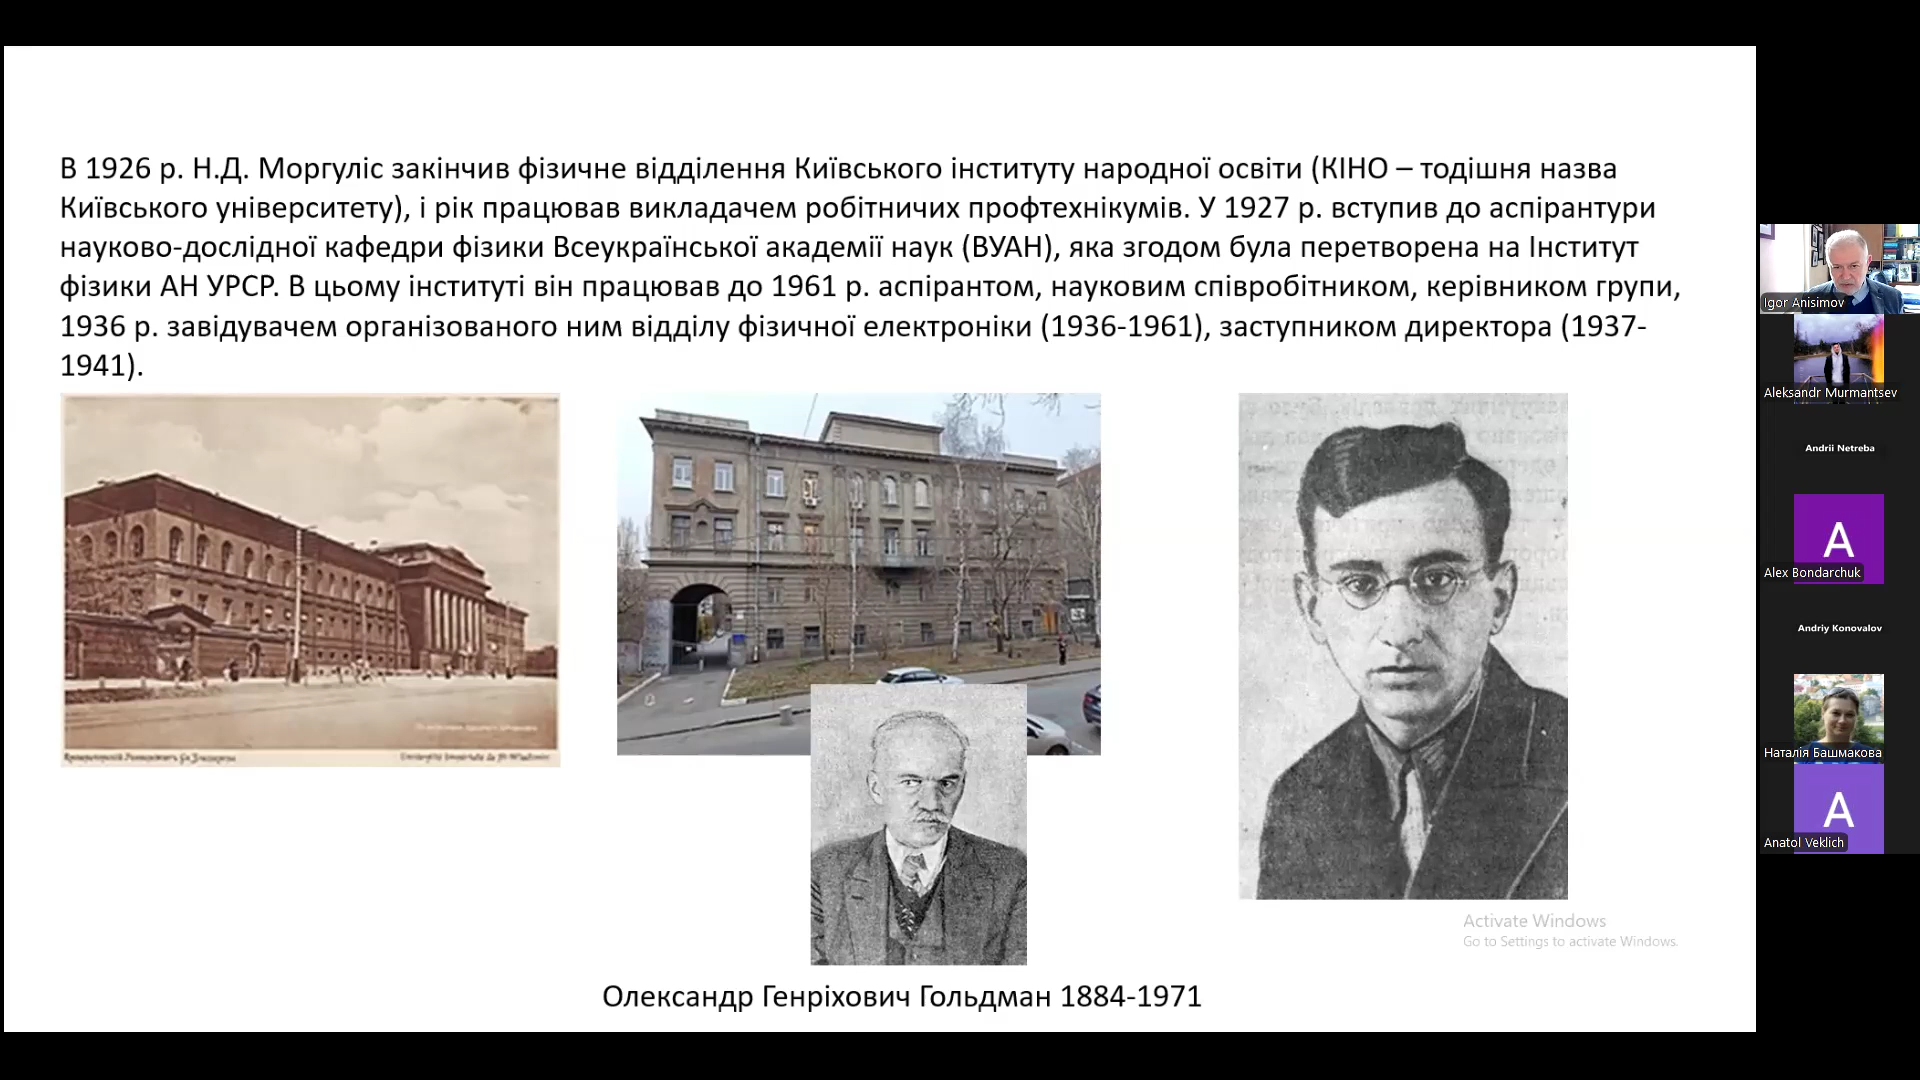 В 1926 р. Н.Д. Моргуліс закінчив фізичне відділення Київського інституту народної освіти (КІНО – тодішня назва
Київського університету), і рік працював викладачем робітничих профтехнікумів. У 1927 р. вступив до аспірантури
науково-дослідної кафедри фізики Всеукраїнської академії наук (ВУАН), яка згодом була перетворена на Інститут
фізики АН УРСР. В цьому інституті він працював до 1961 р. аспірантом, науковим співробітником, керівником групи,
1936 р. завідувачем організованого ним відділу фізичної електроніки (1936-1961), заступником директора (1937-
1941).
Олександр Генріхович Гольдман 1884-1971
Activate Windows
Go to Settings to activate Windows.
Igor Anisimov
Aleksandr Murmantsev
Andrii Netreba
A
Alex Bondarchuk
Andriy Konovalov
Наталія Башмакова
A
Anatol Veklich